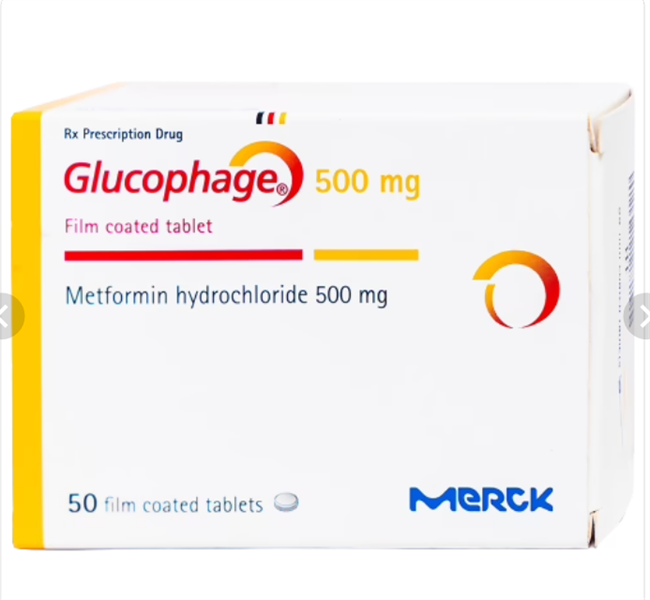 Rx Prescription Drug
Glucophage® 500 mg
Film coated tablet
Metformin hydrochloride 500 mg
50 film coated tablets
MERCK